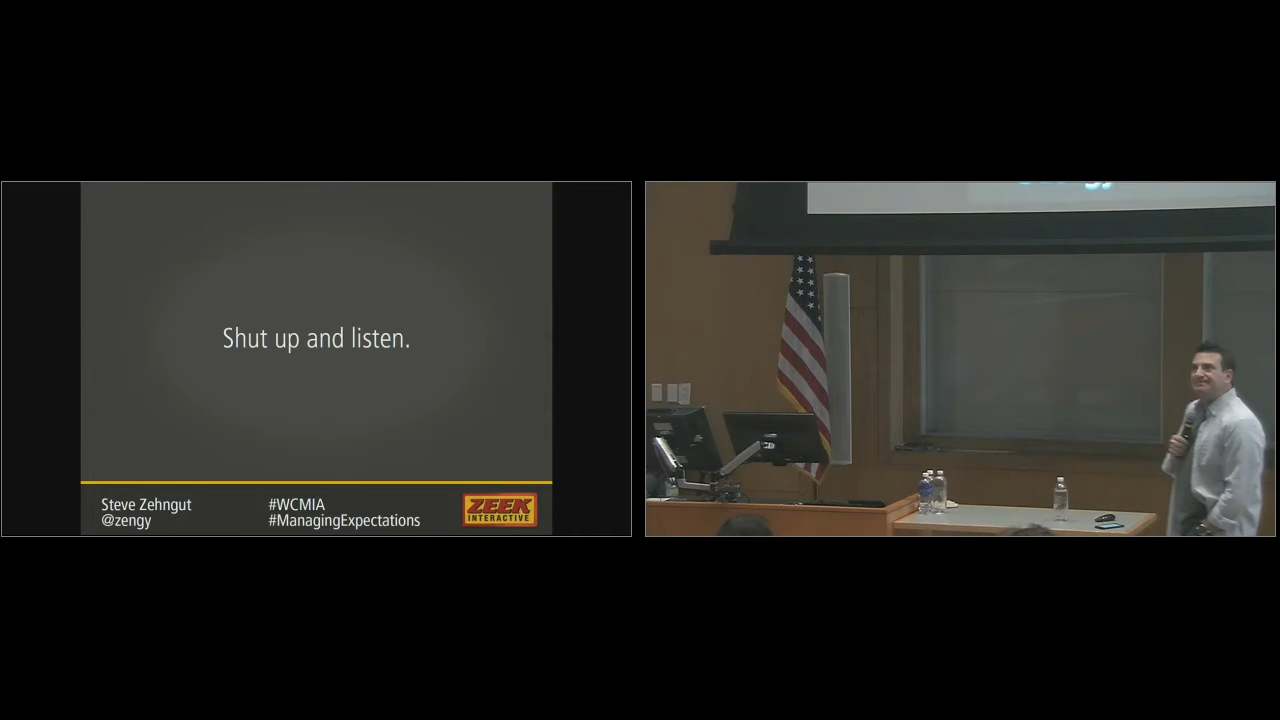 Shut up and listen.
Steve Zehngut
@zengy
#WCMIA
#ManagingExpectations
ZEEK
INTERACTIVE